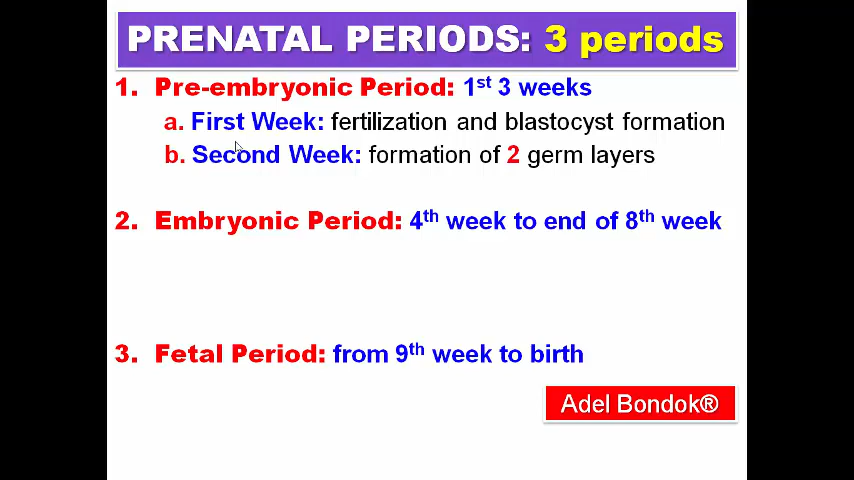 PRENATAL PERIODS: 3 periods
1. Pre-embryonic Period: 1st 3 weeks
a. First Week: fertilization and blastocyst formation
b. Second Week: formation of 2 germ layers
2. Embryonic Period: 4th week to end of 8th week
3. Fetal Period: from 9th week to birth
Adel Bondok®